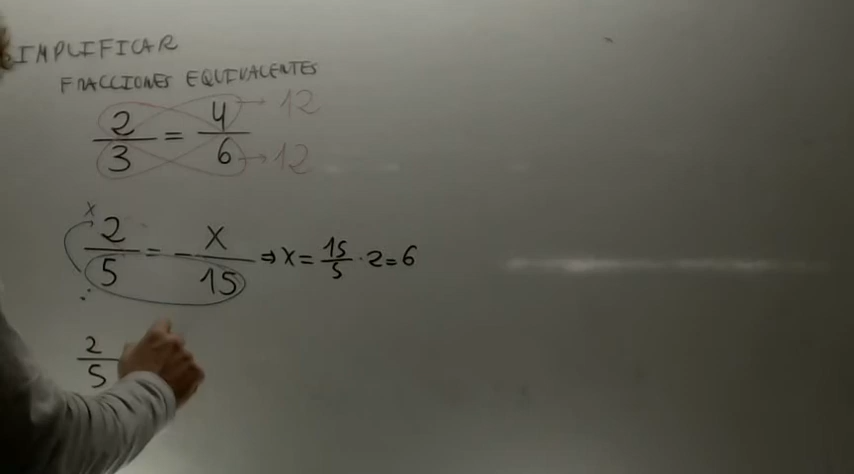 SIMPLIFICAR
FRACCIONES EQUIVALENTES
2/3 = 4/6 → 12 → 12
x 2/5 = x/15 ⇒ x = 15/5 · 2 = 6
:
2/5